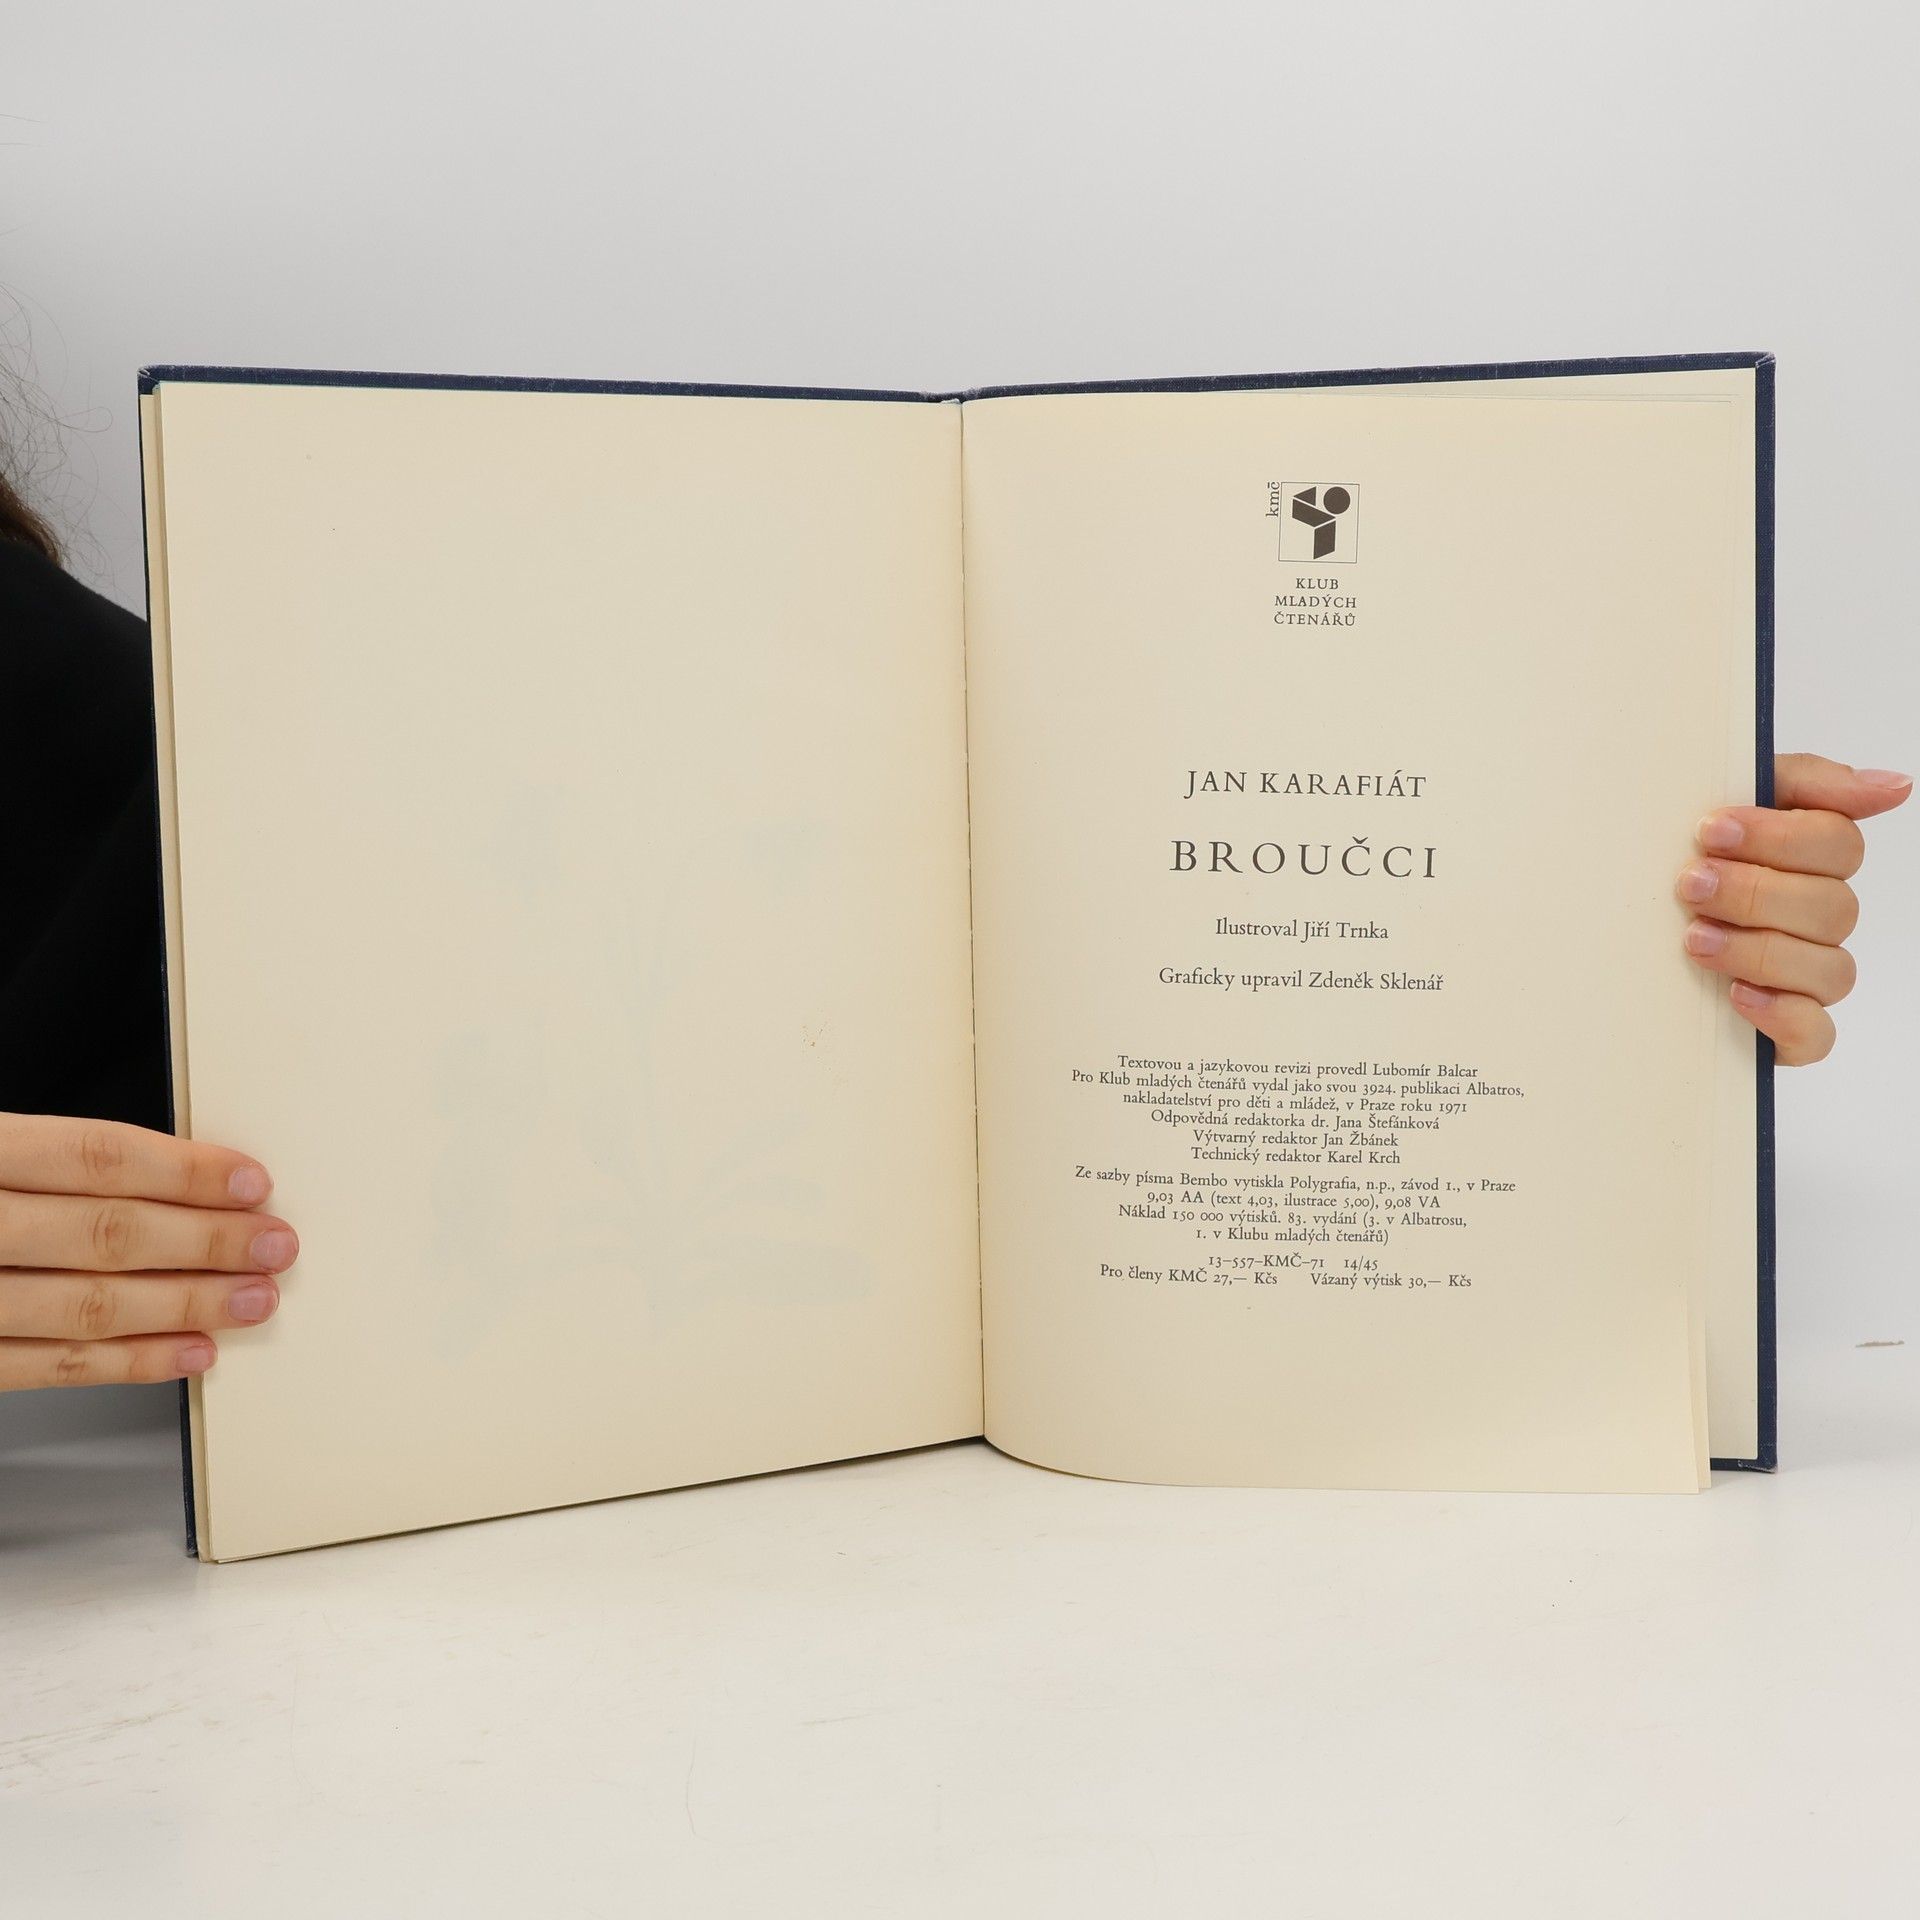 kmč
KLUB
MLADÝCH
ČTENÁŘŮ
JAN KARAFIÁT
BROUČCI
Ilustroval Jiří Trnka
Graficky upravil Zdeněk Sklenář
Textovou a jazykovou revizi provedl Lubomír Balcar
Pro Klub mladých čtenářů vydal jako svou 3924. publikaci Albatros,
nakladatelství pro děti a mládež, v Praze roku 1971
Odpovědná redaktorka dr. Jana Štefánková
Výtvarný redaktor Jan Žbánek
Technický redaktor Karel Krch
Ze sazby písma Bembo vytiskla Polygrafia, n.p., závod 1., v Praze
9,03 AA (text 4,03, ilustrace 5,00), 9,08 VA
Náklad 150 000 výtisků. 83. vydání (3. v Albatrosu,
1. v Klubu mladých čtenářů)
13–557–KMČ–71 14/45
Pro členy KMČ 27,— Kčs Vázaný výtisk 30,— Kčs